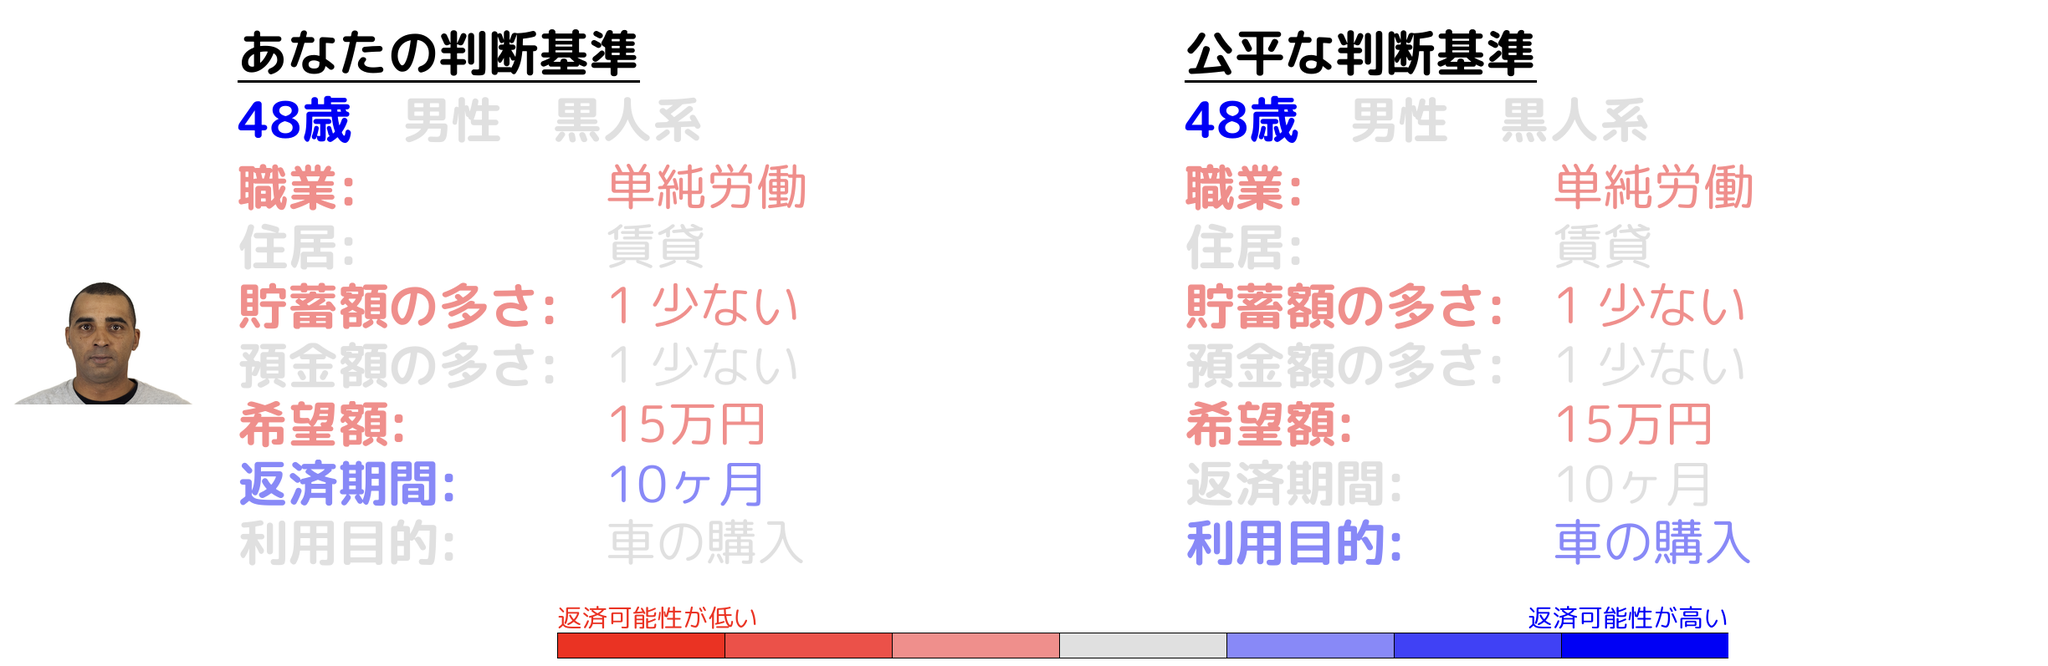 あなたの判断基準
48歳 男性 黒人系
職業: 単純労働
住居: 賃貸
貯蓄額の多さ: 1 少ない
預金額の多さ: 1 少ない
希望額: 15万円
返済期間: 10ヶ月
利用目的: 車の購入
公平な判断基準
48歳 男性 黒人系
職業: 単純労働
住居: 賃貸
貯蓄額の多さ: 1 少ない
預金額の多さ: 1 少ない
希望額: 15万円
返済期間: 10ヶ月
利用目的: 車の購入
返済可能性が低い
返済可能性が高い